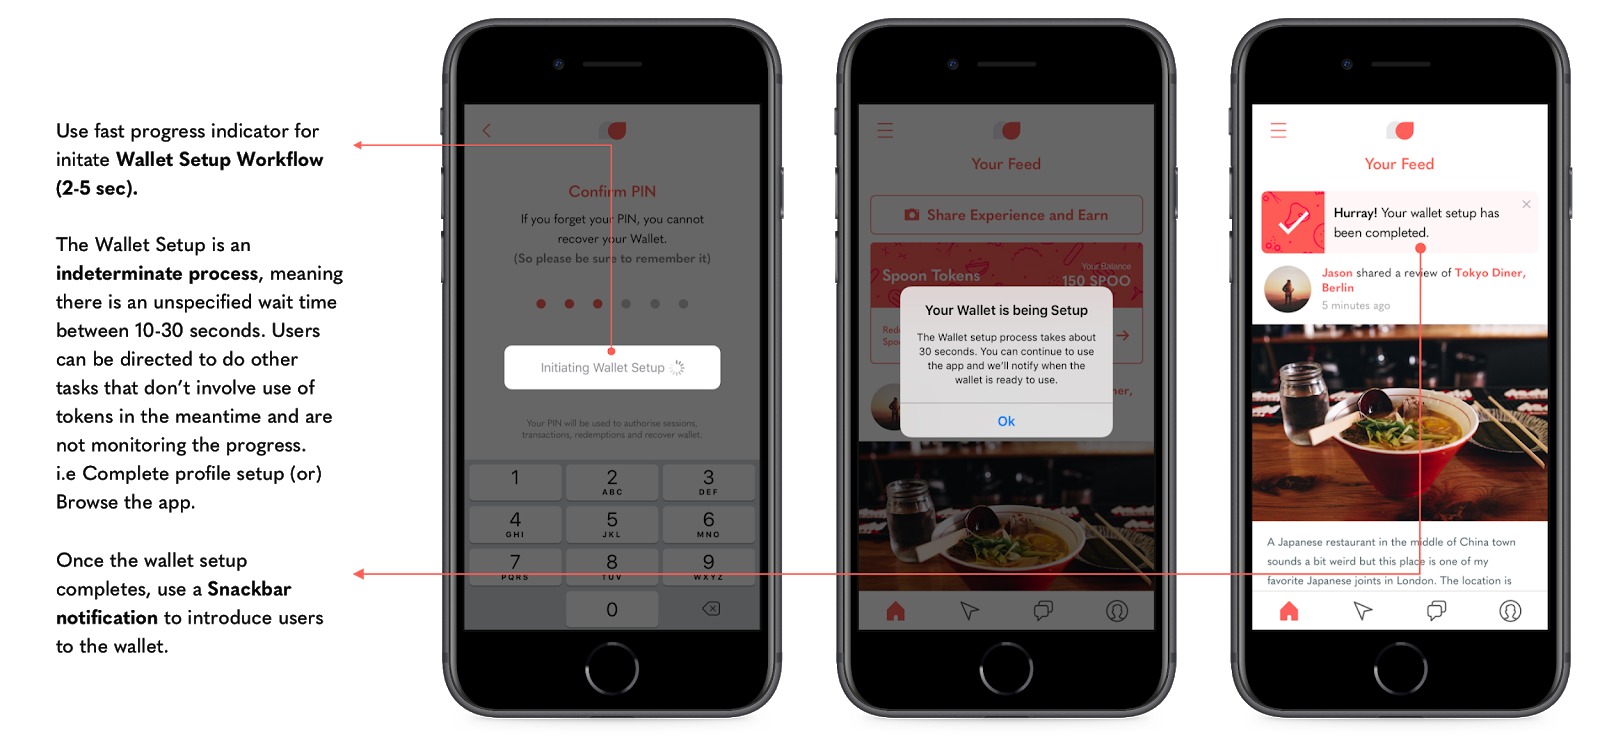 Use fast progress indicator for
initate Wallet Setup Workflow
(2-5 sec).
The Wallet Setup is an
indeterminate process, meaning
there is an unspecified wait time
between 10-30 seconds. Users
can be directed to do other
tasks that don't involve use of
tokens in the meantime and are
not monitoring the progress.
i.e Complete profile setup (or)
Browse the app.
Once the wallet setup
completes, use a Snackbar
notification to introduce users
to the wallet.
Confirm PIN
If you forget your PIN, you cannot
recover your Wallet.
(So please be sure to remember it)
Initiating Wallet Setup
Your PIN will be used to authorise sessions,
transactions, redemptions and recover wallet.
1 2 3
ABC DEF
4 5 6
GHI JKL MNO
7 8 9
PQRS TUV WXYZ
0
Your Feed
Share Experience and Earn
Your Balance
Spoon Tokens 150 SPOO
Your Wallet is being Setup
The Wallet setup process takes about
30 seconds. You can continue to use
the app and we'll notify when the
wallet is ready to use.
Ok
Your Feed
Hurray! Your wallet setup has
been completed.
Jason shared a review of Tokyo Diner,
Berlin
5 minutes ago
A Japanese restaurant in the middle of China town
sounds a bit weird but this place is one of my
favorite Japanese joints in London. The location is